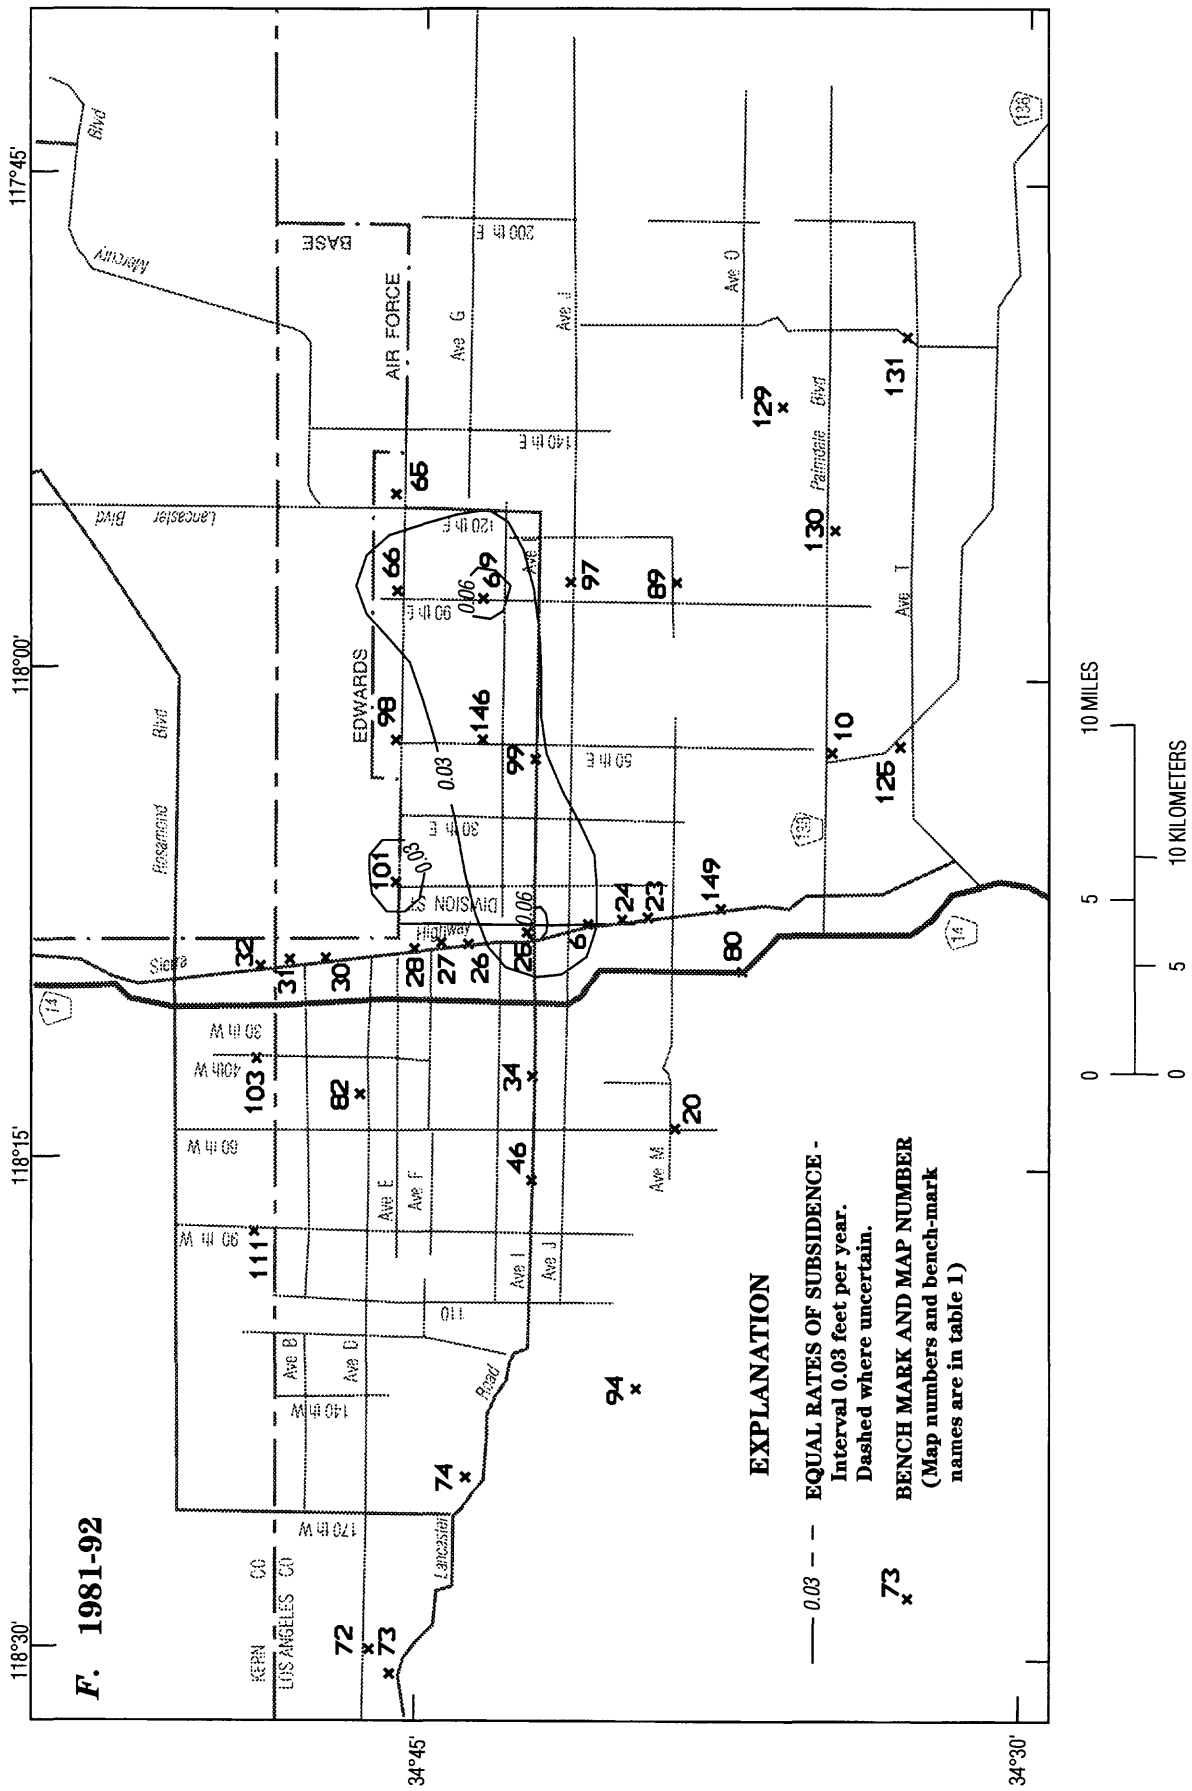 F. 1981-92
118°30'
118°15'
118°00'
117°45'
34°45'
34°30'
KERN CO
LOS ANGELES CO
Rosamond Blvd
Mercury Blvd
Lancaster Blvd
Sierra Highway
14
170 th W
140 th W
110
90 th W
60 th W
40th W
30 th W
DIVISION ST
30 th E
50 th E
90 th E
120 th E
140 th E
200 th E
EDWARDS
AIR FORCE
BASE
Ave B
Ave D
Ave E
Ave F
Ave G
Ave I
Ave J
Ave I
Ave J
Ave M
Ave O
Palmdale Blvd
Ave T
Lancaster
Road
138
14
138
72
73
74
94
111
103
82
46
34
20
32
31
30
28
27
26
25
6
24
23
149
80
101
98
146
99
66
65
69
97
89
10
126
130
129
131
0.03
0.03
0.06
0.06
EXPLANATION
0.03 EQUAL RATES OF SUBSIDENCE -
Interval 0.03 feet per year.
Dashed where uncertain.
73 BENCH MARK AND MAP NUMBER
(Map numbers and bench-mark
names are in table 1)
0 5 10 MILES
0 5 10 KILOMETERS